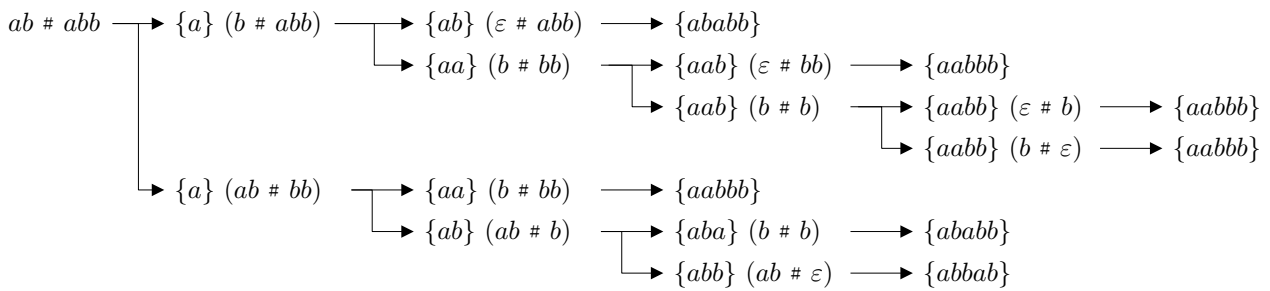 ab # abb {a} (b # abb) {ab} (ε # abb) {ababb}
{aa} (b # bb) {aab} (ε # bb) {aabbb}
{aab} (b # b) {aabb} (ε # b) {aabbb}
{aabb} (b # ε) {aabbb}
{a} (ab # bb) {aa} (b # bb) {aabbb}
{ab} (ab # b) {aba} (b # b) {ababb}
{abb} (ab # ε) {abbab}